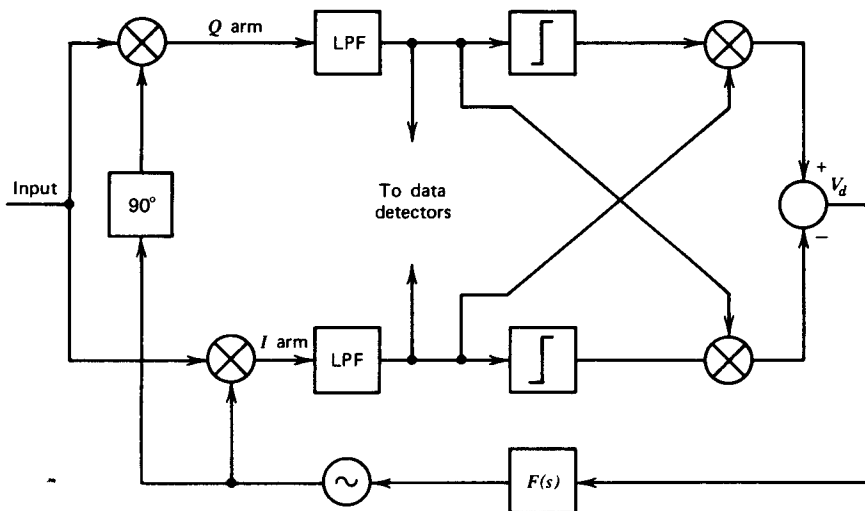 Q arm
LPF
Input
90°
To data
detectors
+
V_d
−
I arm
LPF
F(s)